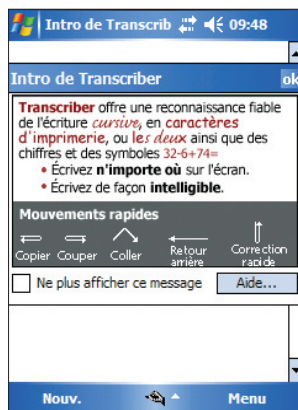 Intro de Transcrib 09:48
Intro de Transcriber ok
Transcriber offre une reconnaissance fiable
de l'écriture cursive, en caractères
d'imprimerie, ou les deux ainsi que des
chiffres et des symboles 32-6+74=
• Écrivez n'importe où sur l'écran.
• Écrivez de façon intelligible.
Mouvements rapides
Copier Couper Coller Retour arrière Correction rapide
Ne plus afficher ce message Aide...
Nouv. Menu